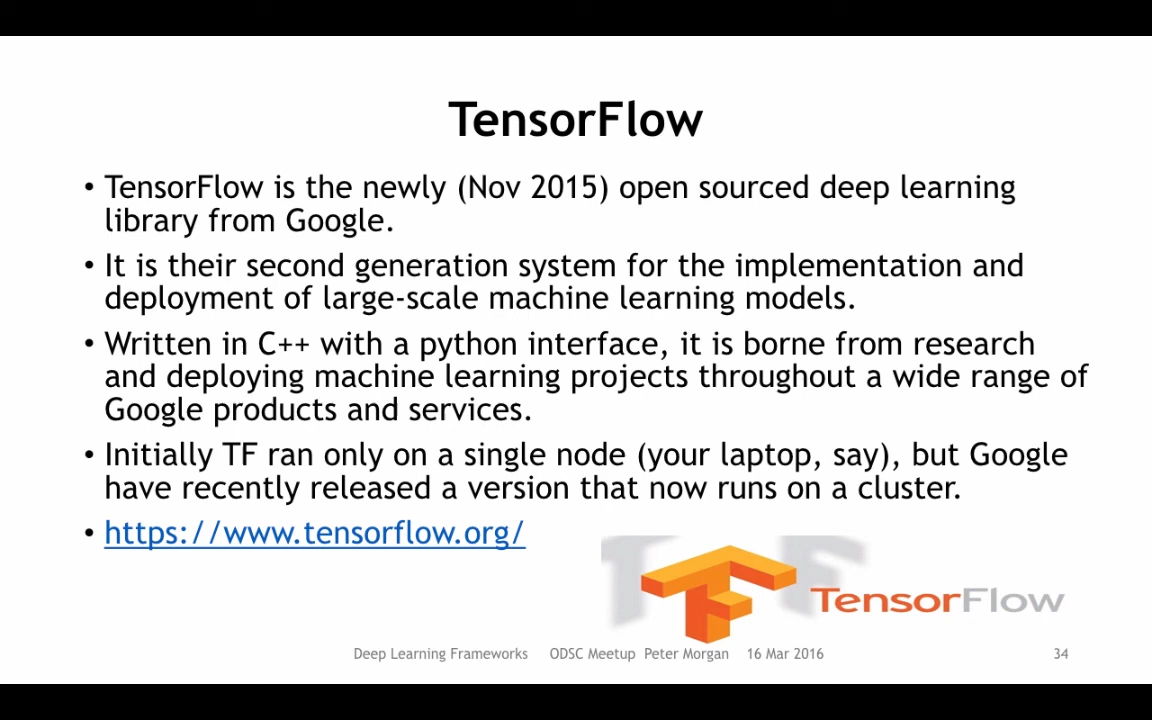 TensorFlow
• TensorFlow is the newly (Nov 2015) open sourced deep learning
library from Google.
• It is their second generation system for the implementation and
deployment of large-scale machine learning models.
• Written in C++ with a python interface, it is borne from research
and deploying machine learning projects throughout a wide range of
Google products and services.
• Initially TF ran only on a single node (your laptop, say), but Google
have recently released a version that now runs on a cluster.
• https://www.tensorflow.org/
TensorFlow
Deep Learning Frameworks ODSC Meetup Peter Morgan 16 Mar 2016 34